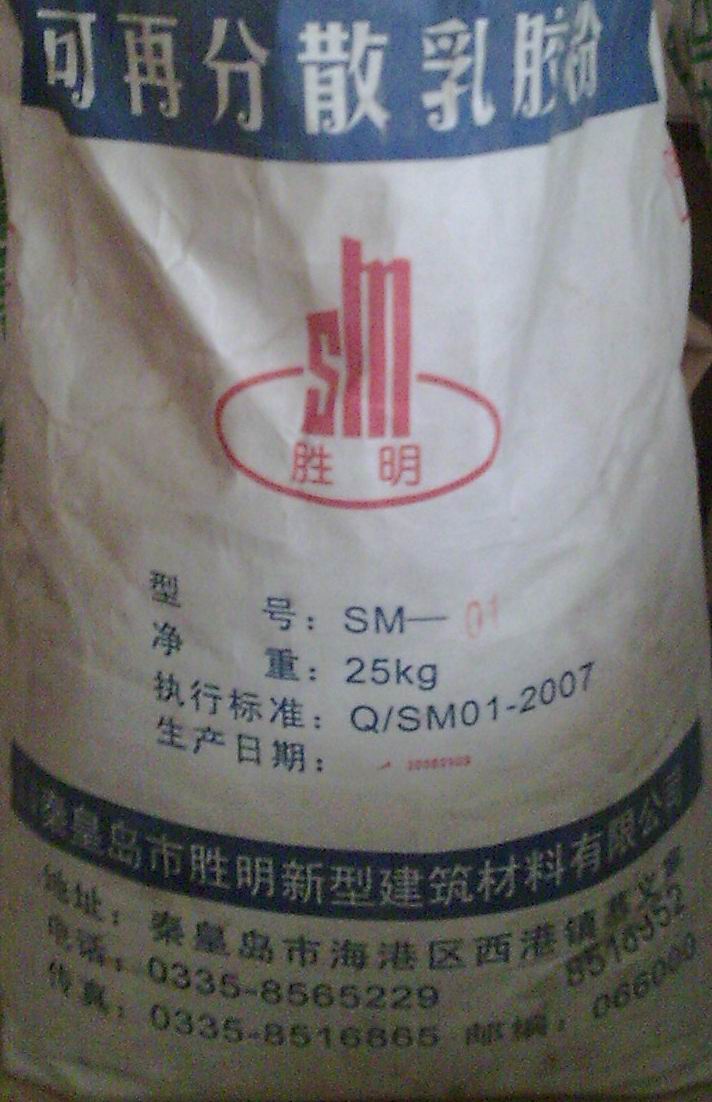 可再分散乳胶粉
sm
胜 明
型 号：SM—01
净 重：25kg
执行标准：Q/SM01-2007
生产日期：
秦皇岛市胜明新型建筑材料有限公司
地址：秦皇岛市海港区西港镇
电话：0335-8565229
传真：0335-8516865 邮编：066000